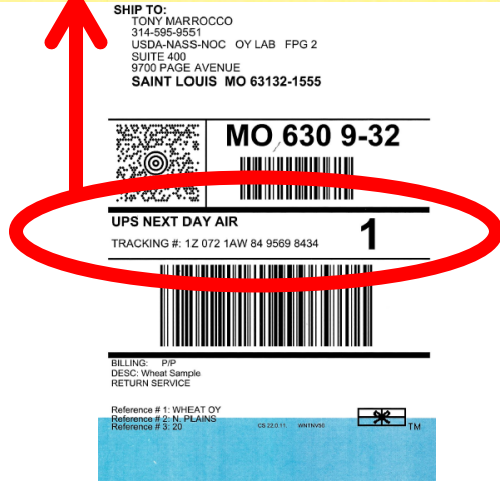 SHIP TO:
TONY MARROCCO
314-595-9551
USDA-NASS-NOC OY LAB FPG 2
SUITE 400
9700 PAGE AVENUE
SAINT LOUIS MO 63132-1555
MO 630 9-32
UPS NEXT DAY AIR
1
TRACKING #: 1Z 072 1AW 84 9569 8434
BILLING: P/P
DESC: Wheat Sample
RETURN SERVICE
Reference # 1: WHEAT OY
Reference # 2: N. PLAINS
Reference # 3: 20
CS 22.0.11. WNTNV50
TM